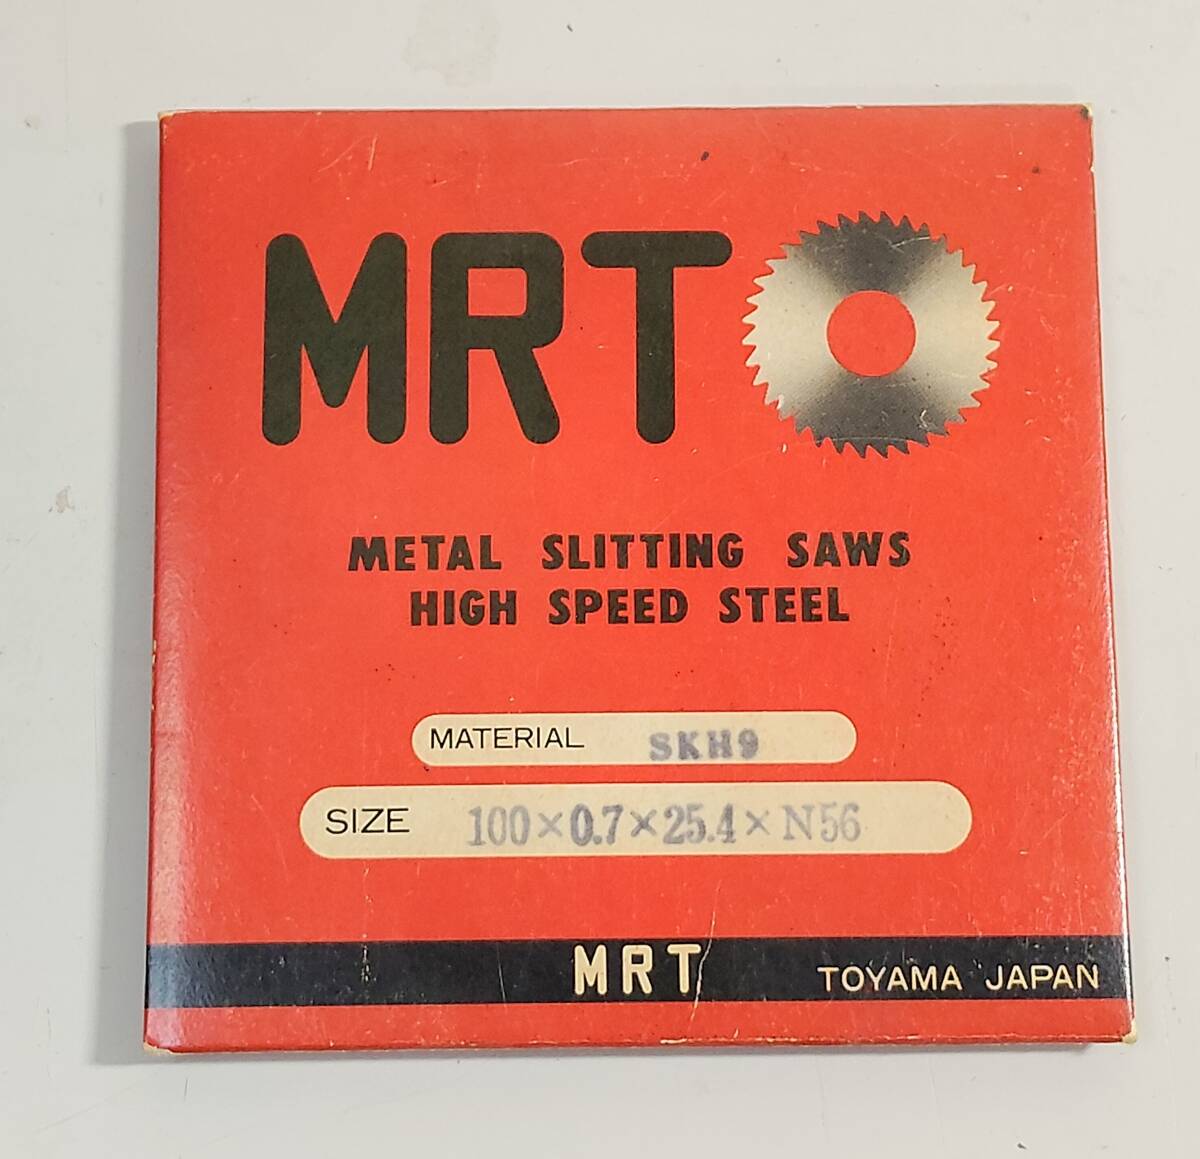 MRT
METAL SLITTING SAWS
HIGH SPEED STEEL
MATERIAL SKH9
SIZE 100×0.7×25.4×N56
MRT TOYAMA JAPAN